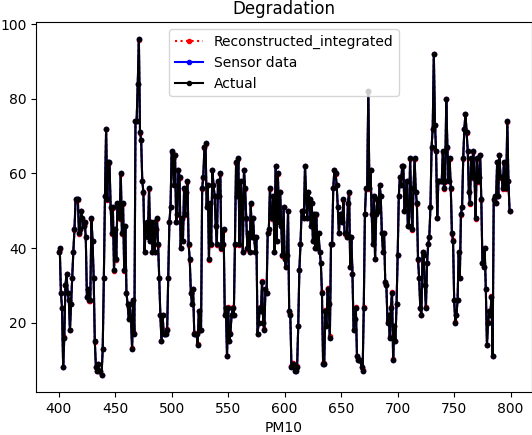 Degradation
Reconstructed_integrated
Sensor data
Actual
100
80
60
40
20
400 450 500 550 600 650 700 750 800
PM10